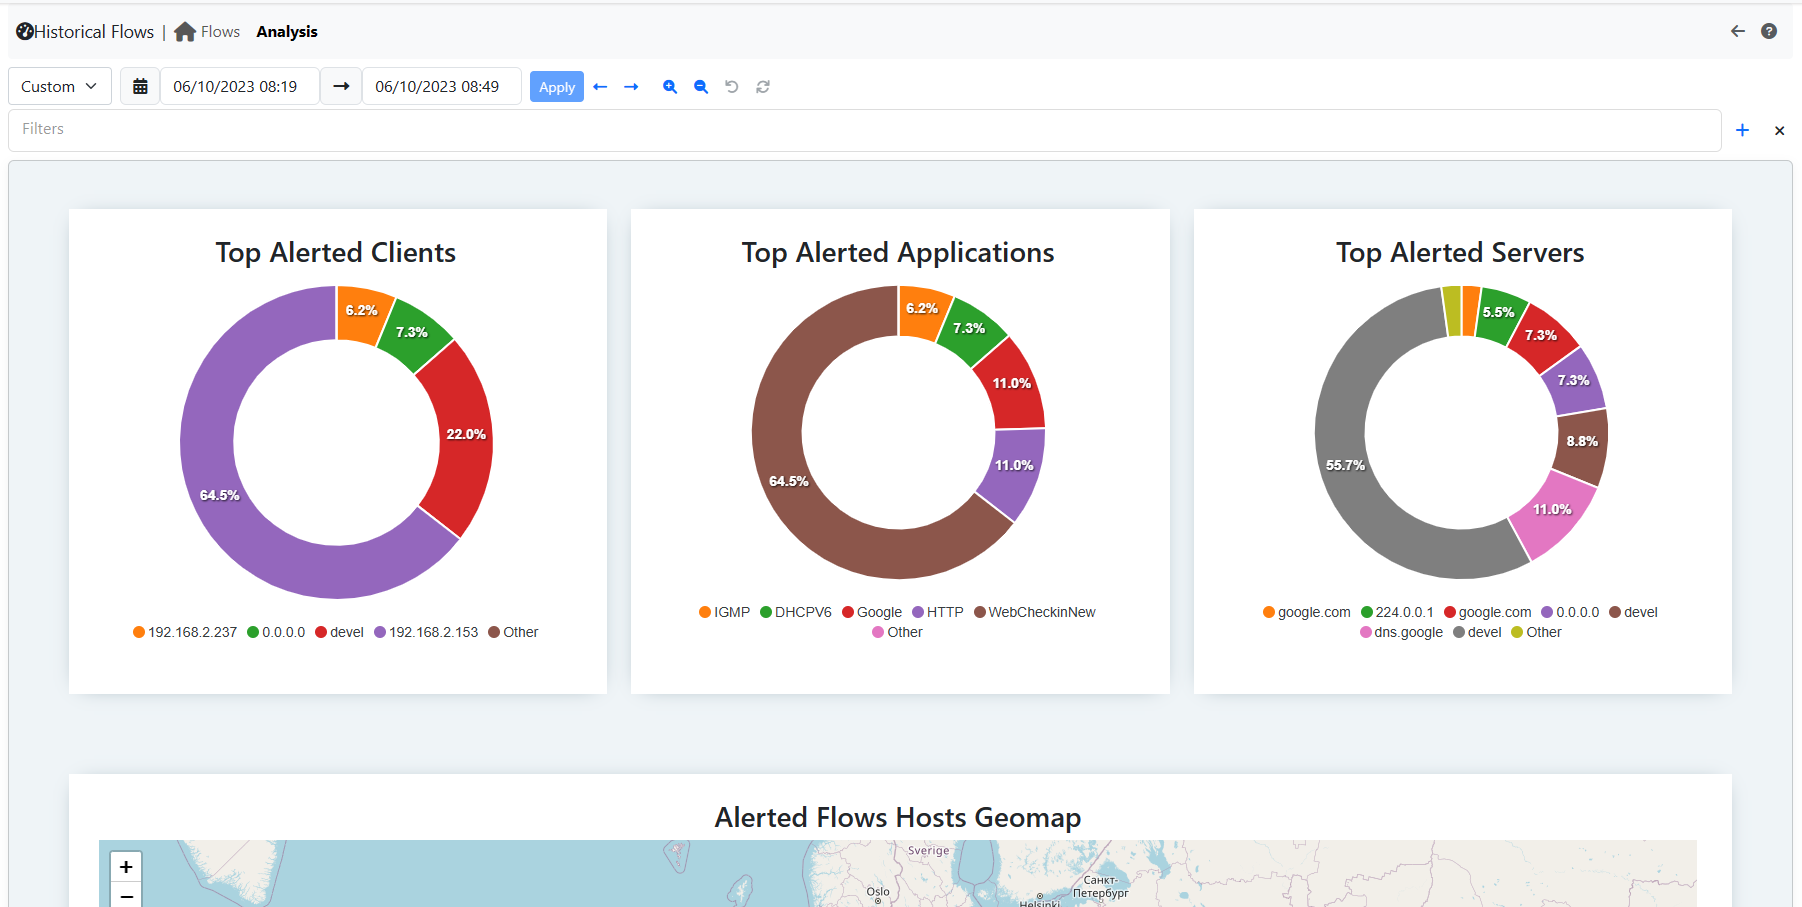 Historical Flows | Flows Analysis
Custom 06/10/2023 08:19 06/10/2023 08:49 Apply
Filters
Top Alerted Clients
6.2%
7.3%
22.0%
64.5%
192.168.2.237 0.0.0.0 devel 192.168.2.153 Other
Top Alerted Applications
6.2%
7.3%
11.0%
11.0%
64.5%
IGMP DHCPV6 Google HTTP WebCheckinNew
Other
Top Alerted Servers
5.5%
7.3%
7.3%
8.8%
11.0%
55.7%
google.com 224.0.0.1 google.com 0.0.0.0 devel
dns.google devel Other
Alerted Flows Hosts Geomap
+
−
Sverige
Oslo
Helsinki
Санкт-
Петербург